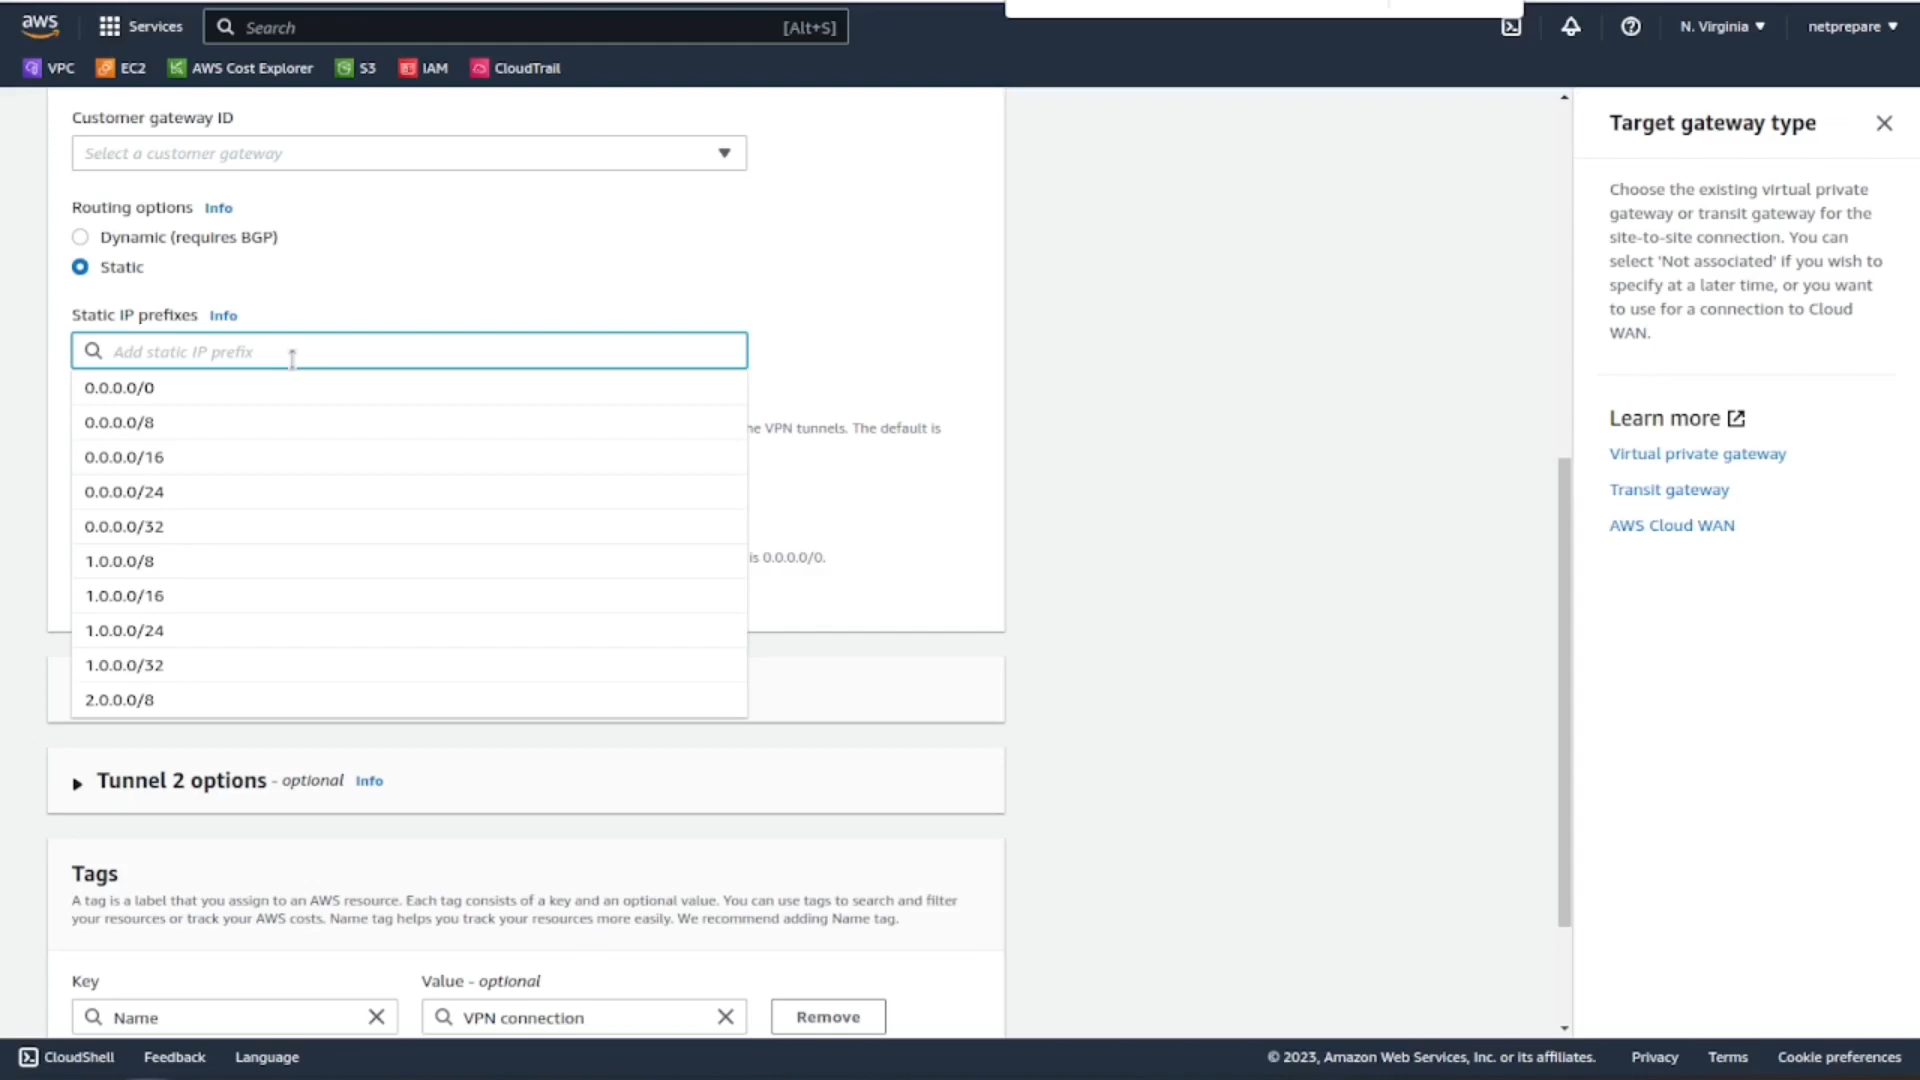 aws
Services
Search
[Alt+S]
N. Virginia
netprepare
VPC
EC2
AWS Cost Explorer
S3
IAM
CloudTrail
Customer gateway ID
Select a customer gateway
Routing options Info
Dynamic (requires BGP)
Static
Static IP prefixes Info
Add static IP prefix
0.0.0.0/0
0.0.0.0/8
0.0.0.0/16
0.0.0.0/24
0.0.0.0/32
1.0.0.0/8
1.0.0.0/16
1.0.0.0/24
1.0.0.0/32
2.0.0.0/8
VPN tunnels. The default is
is 0.0.0.0/0.
Tunnel 2 options - optional Info
Tags
A tag is a label that you assign to an AWS resource. Each tag consists of a key and an optional value. You can use tags to search and filter
your resources or track your AWS costs. Name tag helps you track your resources more easily. We recommend adding Name tag.
Key
Value - optional
Name
VPN connection
Remove
Target gateway type
Choose the existing virtual private
gateway or transit gateway for the
site-to-site connection. You can
select 'Not associated' if you wish to
specify at a later time, or you want
to use for a connection to Cloud
WAN.
Learn more
Virtual private gateway
Transit gateway
AWS Cloud WAN
CloudShell
Feedback
Language
© 2023, Amazon Web Services, Inc. or its affiliates.
Privacy
Terms
Cookie preferences